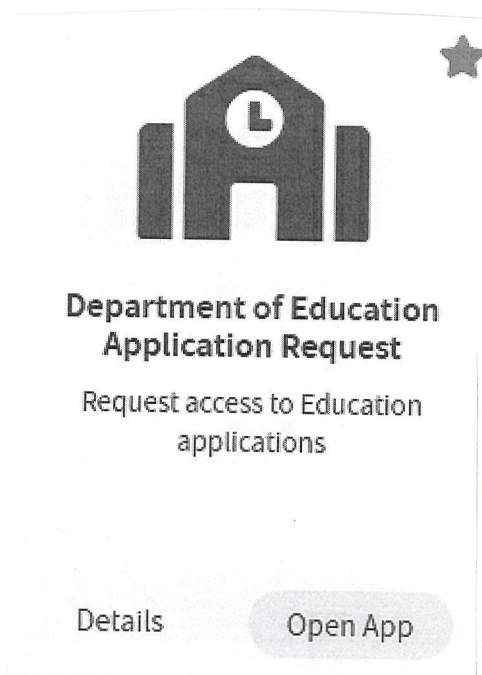 Department of Education
Application Request
Request access to Education
applications
Details
Open App